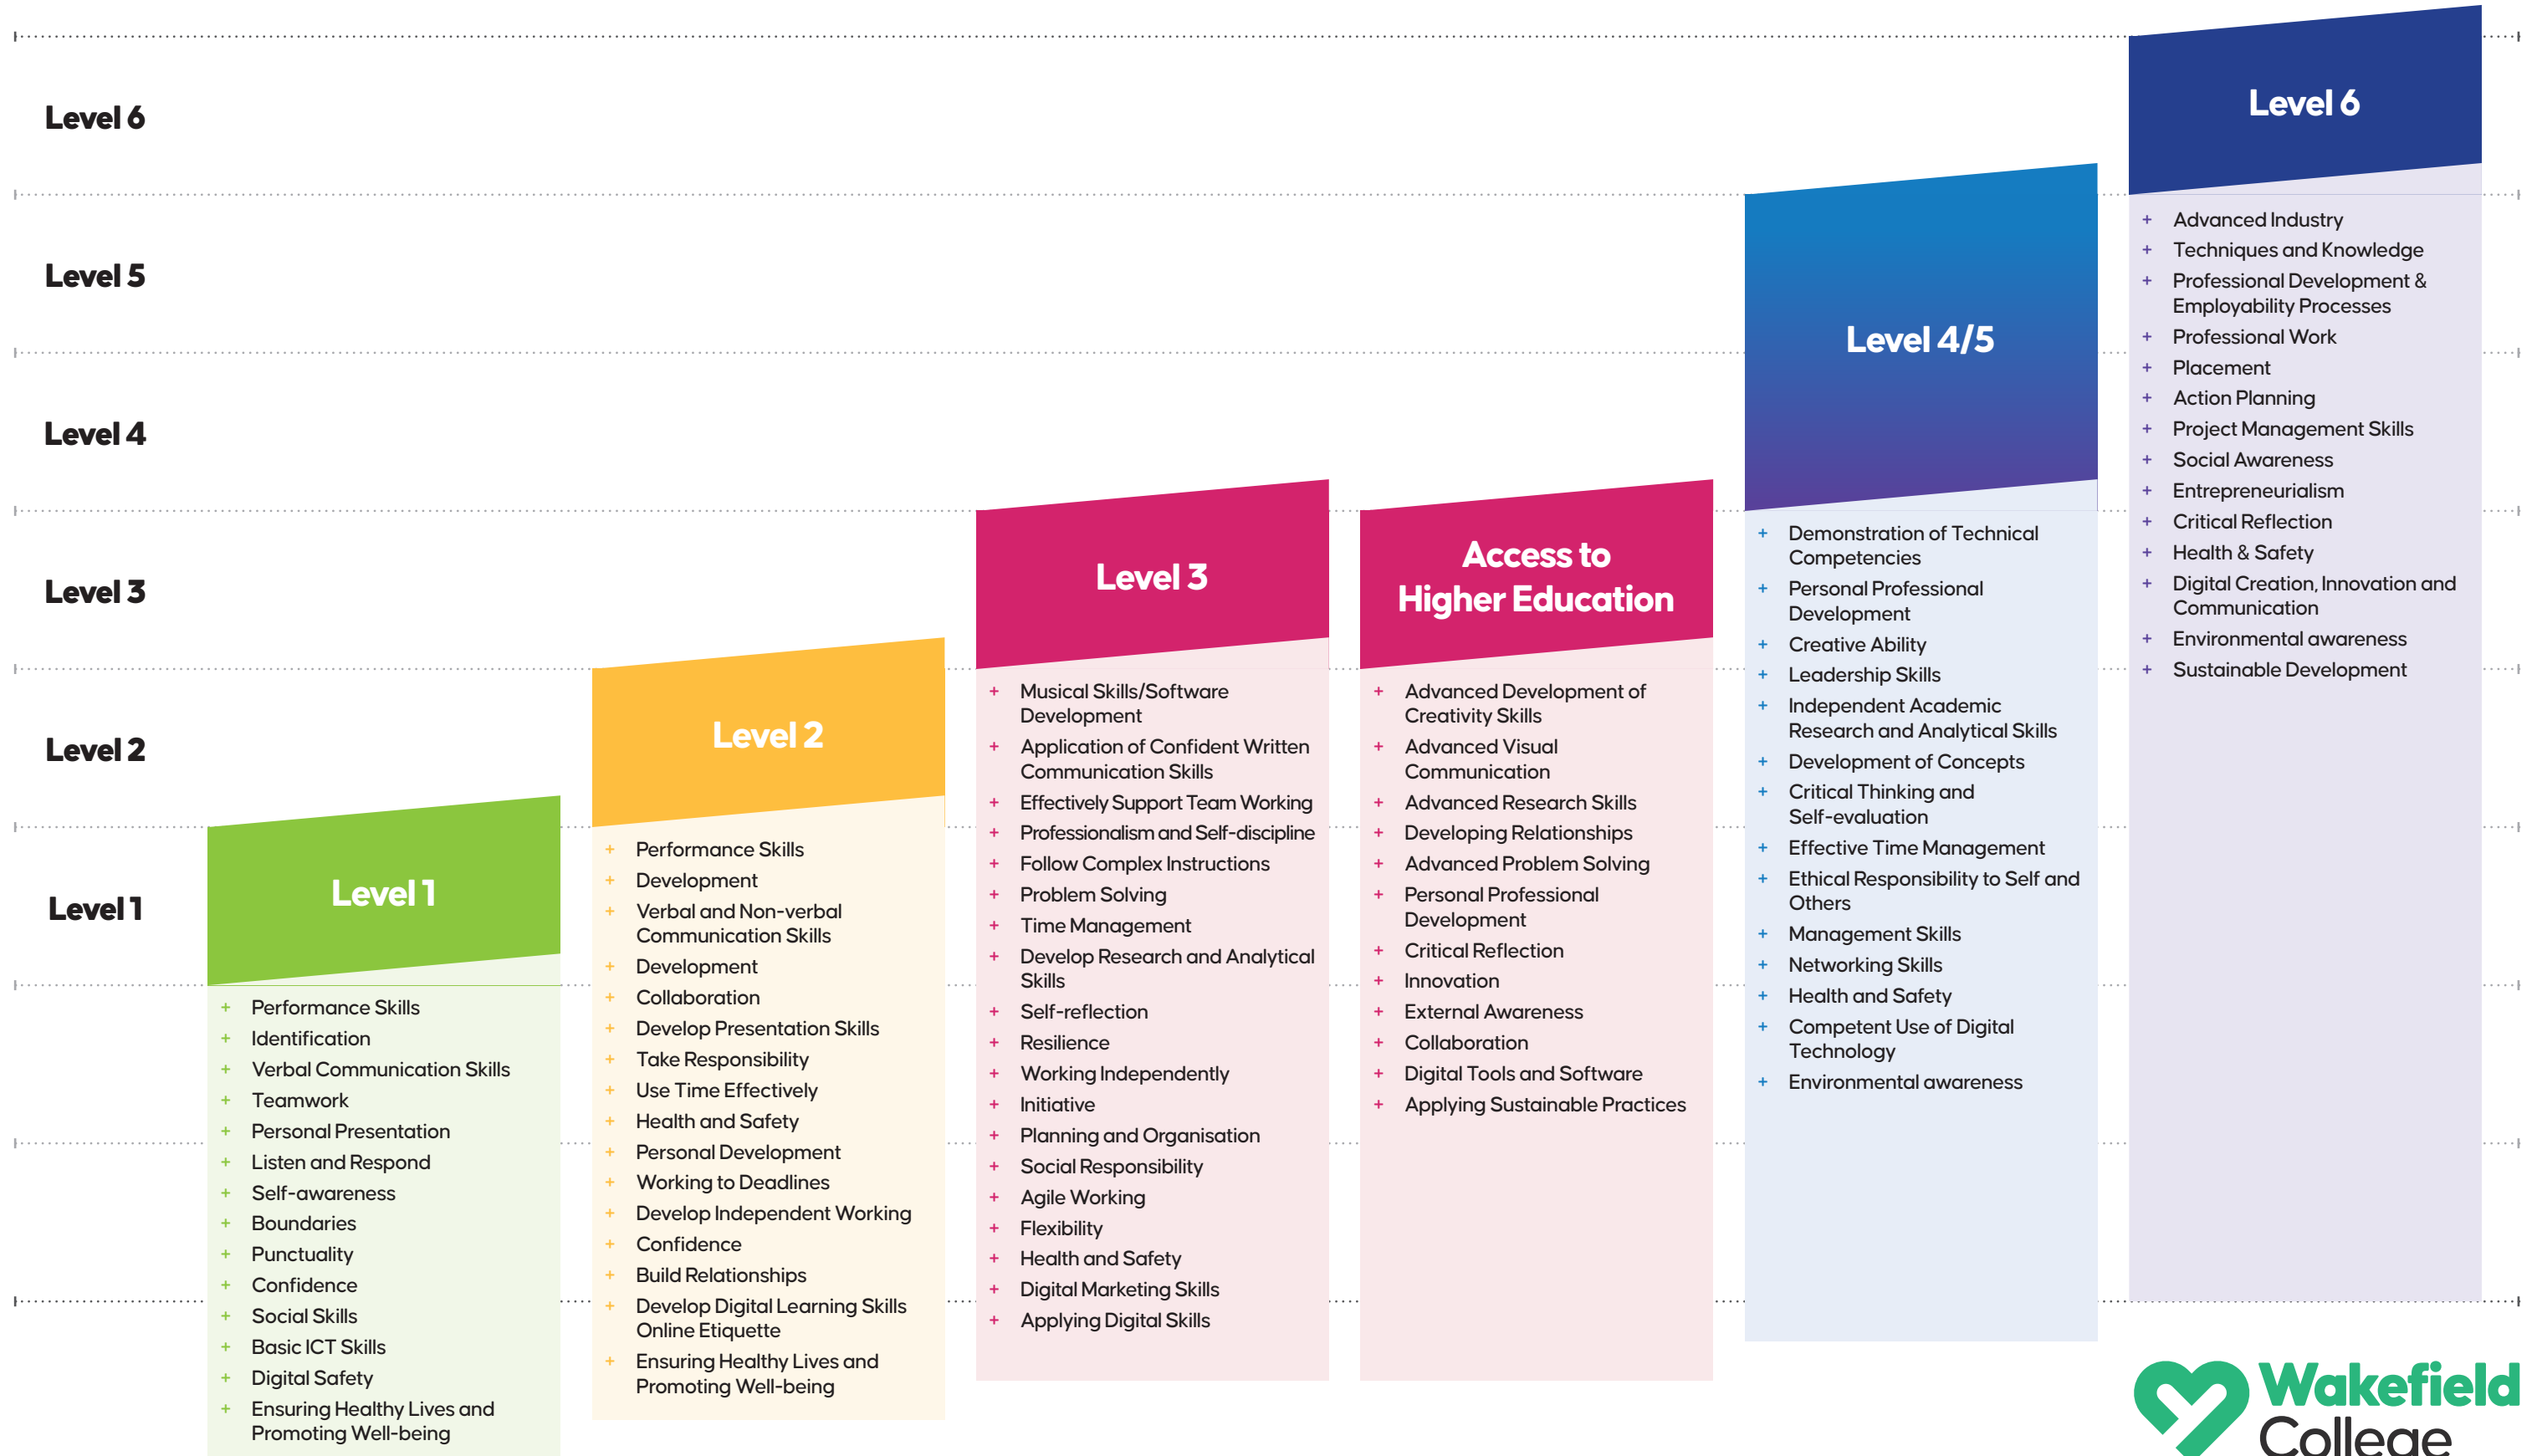 Level 6
Level 5
Level 4
Level 3
Level 2
Level 1
Level 1
+ Performance Skills
+ Identification
+ Verbal Communication Skills
+ Teamwork
+ Personal Presentation
+ Listen and Respond
+ Self-awareness
+ Boundaries
+ Punctuality
+ Confidence
+ Social Skills
+ Basic ICT Skills
+ Digital Safety
+ Ensuring Healthy Lives and
Promoting Well-being
Level 2
+ Performance Skills
+ Development
+ Verbal and Non-verbal
Communication Skills
+ Development
+ Collaboration
+ Develop Presentation Skills
+ Take Responsibility
+ Use Time Effectively
+ Health and Safety
+ Personal Development
+ Working to Deadlines
+ Develop Independent Working
+ Confidence
+ Build Relationships
+ Develop Digital Learning Skills
Online Etiquette
+ Ensuring Healthy Lives and
Promoting Well-being
Level 3
+ Musical Skills/Software
Development
+ Application of Confident Written
Communication Skills
+ Effectively Support Team Working
+ Professionalism and Self-discipline
+ Follow Complex Instructions
+ Problem Solving
+ Time Management
+ Develop Research and Analytical
Skills
+ Self-reflection
+ Resilience
+ Working Independently
+ Initiative
+ Planning and Organisation
+ Social Responsibility
+ Agile Working
+ Flexibility
+ Health and Safety
+ Digital Marketing Skills
+ Applying Digital Skills
Access to
Higher Education
+ Advanced Development of
Creativity Skills
+ Advanced Visual
Communication
+ Advanced Research Skills
+ Developing Relationships
+ Advanced Problem Solving
+ Personal Professional
Development
+ Critical Reflection
+ Innovation
+ External Awareness
+ Collaboration
+ Digital Tools and Software
+ Applying Sustainable Practices
Level 4/5
+ Demonstration of Technical
Competencies
+ Personal Professional
Development
+ Creative Ability
+ Leadership Skills
+ Independent Academic
Research and Analytical Skills
+ Development of Concepts
+ Critical Thinking and
Self-evaluation
+ Effective Time Management
+ Ethical Responsibility to Self and
Others
+ Management Skills
+ Networking Skills
+ Health and Safety
+ Competent Use of Digital
Technology
+ Environmental awareness
Level 6
+ Advanced Industry
+ Techniques and Knowledge
+ Professional Development &
Employability Processes
+ Professional Work
+ Placement
+ Action Planning
+ Project Management Skills
+ Social Awareness
+ Entrepreneurialism
+ Critical Reflection
+ Health & Safety
+ Digital Creation, Innovation and
Communication
+ Environmental awareness
+ Sustainable Development
Wakefield
College